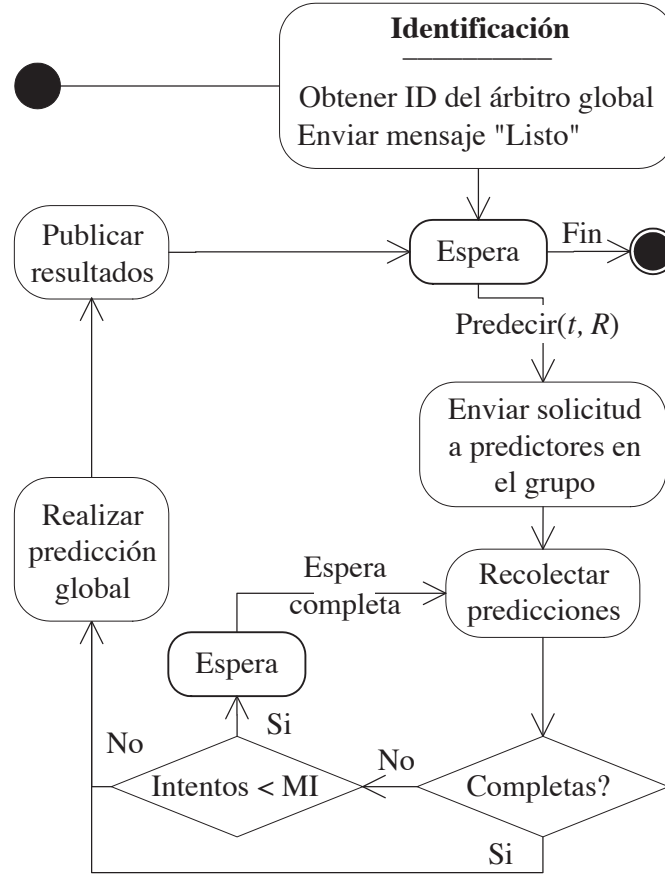 Identificación
Obtener ID del árbitro global
Enviar mensaje "Listo"
Publicar
resultados
Espera
Fin
Predecir(t, R)
Enviar solicitud
a predictores en
el grupo
Realizar
predicción
global
Espera
completa
Recolectar
predicciones
Espera
Si
No
Intentos < MI
No
Completas?
Si